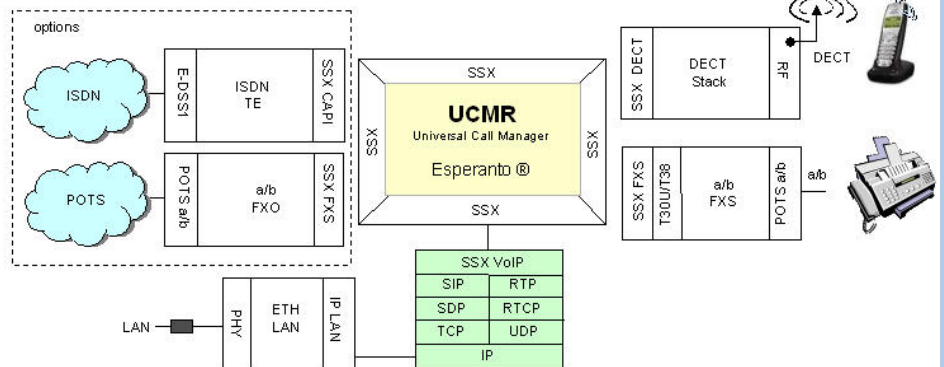 options
ISDN
E-DSS1
ISDN
TE
SSX CAPI
POTS
POTS a/b
a/b
FXO
SSX FXS
SSX
SSX
UCMR
Universal Call Manager
Esperanto ®
SSX
SSX
SSX DECT
DECT
Stack
RF
DECT
SSX FXS
T30U/T38
a/b
FXS
POTS a/b
a/b
SSX VoIP
SIP RTP
SDP RTCP
TCP UDP
IP
LAN
PHY
ETH
LAN
IP LAN